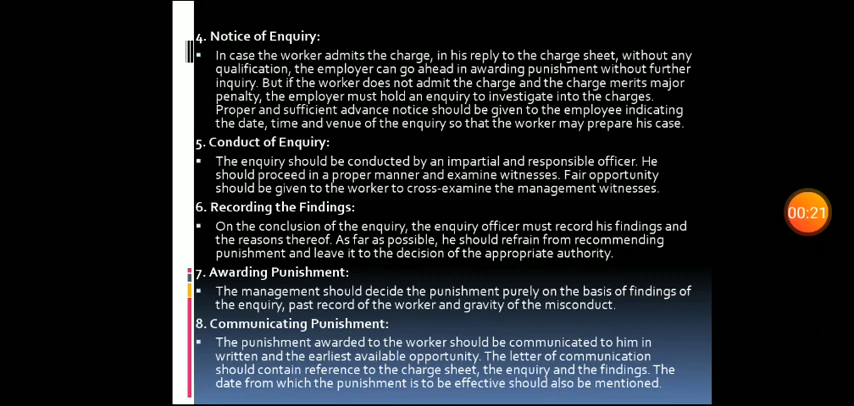 4. Notice of Enquiry:
▪ In case the worker admits the charge, in his reply to the charge sheet, without any
qualification, the employer can go ahead in awarding punishment without further
inquiry. But if the worker does not admit the charge and the charge merits major
penalty, the employer must hold an enquiry to investigate into the charges.
Proper and sufficient advance notice should be given to the employee indicating
the date, time and venue of the enquiry so that the worker may prepare his case.
5. Conduct of Enquiry:
▪ The enquiry should be conducted by an impartial and responsible officer. He
should proceed in a proper manner and examine witnesses. Fair opportunity
should be given to the worker to cross-examine the management witnesses.
6. Recording the Findings:
▪ On the conclusion of the enquiry, the enquiry officer must record his findings and
the reasons thereof. As far as possible, he should refrain from recommending
punishment and leave it to the decision of the appropriate authority.
7. Awarding Punishment:
▪ The management should decide the punishment purely on the basis of findings of
the enquiry, past record of the worker and gravity of the misconduct.
8. Communicating Punishment:
▪ The punishment awarded to the worker should be communicated to him in
written and the earliest available opportunity. The letter of communication
should contain reference to the charge sheet, the enquiry and the findings. The
date from which the punishment is to be effective should also be mentioned.
00:21